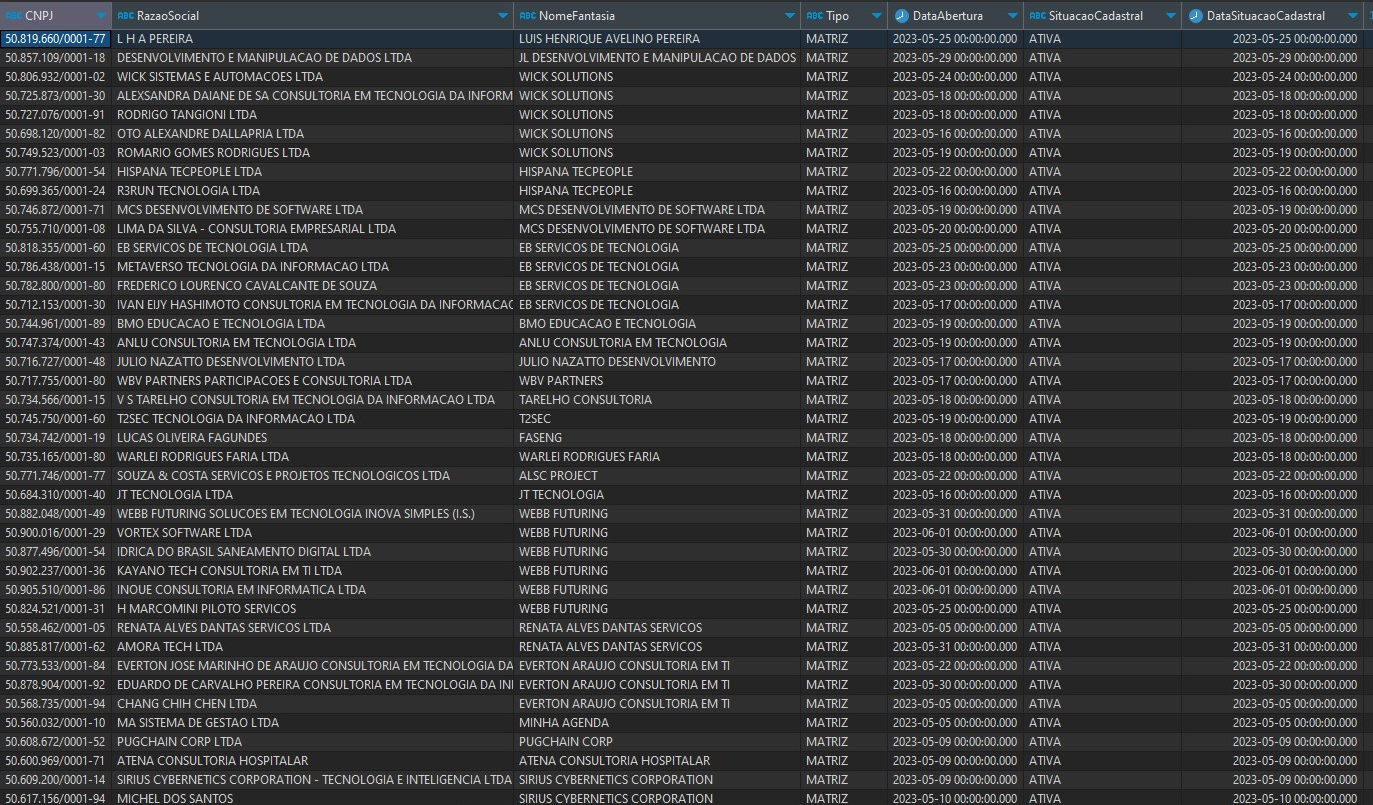 CNPJ RazaoSocial NomeFantasia Tipo DataAbertura SituacaoCadastral DataSituacaoCadastral
50.819.660/0001-77 L H A PEREIRA LUIS HENRIQUE AVELINO PEREIRA MATRIZ 2023-05-25 00:00:00.000 ATIVA 2023-05-25 00:00:00.000
50.857.109/0001-18 DESENVOLVIMENTO E MANIPULACAO DE DADOS LTDA JL DESENVOLVIMENTO E MANIPULACAO DE DADOS MATRIZ 2023-05-29 00:00:00.000 ATIVA 2023-05-29 00:00:00.000
50.806.932/0001-02 WICK SISTEMAS E AUTOMACOES LTDA WICK SOLUTIONS MATRIZ 2023-05-24 00:00:00.000 ATIVA 2023-05-24 00:00:00.000
50.725.873/0001-30 ALEXSANDRA DAIANE DE SA CONSULTORIA EM TECNOLOGIA DA INFORM WICK SOLUTIONS MATRIZ 2023-05-18 00:00:00.000 ATIVA 2023-05-18 00:00:00.000
50.727.076/0001-91 RODRIGO TANGIONI LTDA WICK SOLUTIONS MATRIZ 2023-05-18 00:00:00.000 ATIVA 2023-05-18 00:00:00.000
50.698.120/0001-82 OTO ALEXANDRE DALLAPRIA LTDA WICK SOLUTIONS MATRIZ 2023-05-16 00:00:00.000 ATIVA 2023-05-16 00:00:00.000
50.749.523/0001-03 ROMARIO GOMES RODRIGUES LTDA WICK SOLUTIONS MATRIZ 2023-05-19 00:00:00.000 ATIVA 2023-05-19 00:00:00.000
50.771.796/0001-54 HISPANA TECPEOPLE LTDA HISPANA TECPEOPLE MATRIZ 2023-05-22 00:00:00.000 ATIVA 2023-05-22 00:00:00.000
50.699.365/0001-24 R3RUN TECNOLOGIA LTDA HISPANA TECPEOPLE MATRIZ 2023-05-16 00:00:00.000 ATIVA 2023-05-16 00:00:00.000
50.746.872/0001-71 MCS DESENVOLVIMENTO DE SOFTWARE LTDA MCS DESENVOLVIMENTO DE SOFTWARE LTDA MATRIZ 2023-05-19 00:00:00.000 ATIVA 2023-05-19 00:00:00.000
50.755.710/0001-08 LIMA DA SILVA - CONSULTORIA EMPRESARIAL LTDA MCS DESENVOLVIMENTO DE SOFTWARE LTDA MATRIZ 2023-05-20 00:00:00.000 ATIVA 2023-05-20 00:00:00.000
50.818.355/0001-60 EB SERVICOS DE TECNOLOGIA LTDA EB SERVICOS DE TECNOLOGIA MATRIZ 2023-05-25 00:00:00.000 ATIVA 2023-05-25 00:00:00.000
50.786.438/0001-15 METAVERSO TECNOLOGIA DA INFORMACAO LTDA EB SERVICOS DE TECNOLOGIA MATRIZ 2023-05-23 00:00:00.000 ATIVA 2023-05-23 00:00:00.000
50.782.800/0001-80 FREDERICO LOURENCO CAVALCANTE DE SOUZA EB SERVICOS DE TECNOLOGIA MATRIZ 2023-05-23 00:00:00.000 ATIVA 2023-05-23 00:00:00.000
50.712.153/0001-30 IVAN EIJY HASHIMOTO CONSULTORIA EM TECNOLOGIA DA INFORMACAO EB SERVICOS DE TECNOLOGIA MATRIZ 2023-05-17 00:00:00.000 ATIVA 2023-05-17 00:00:00.000
50.744.961/0001-89 BMO EDUCACAO E TECNOLOGIA LTDA BMO EDUCACAO E TECNOLOGIA MATRIZ 2023-05-19 00:00:00.000 ATIVA 2023-05-19 00:00:00.000
50.747.374/0001-43 ANLU CONSULTORIA EM TECNOLOGIA LTDA ANLU CONSULTORIA EM TECNOLOGIA MATRIZ 2023-05-19 00:00:00.000 ATIVA 2023-05-19 00:00:00.000
50.716.727/0001-48 JULIO NAZATTO DESENVOLVIMENTO LTDA JULIO NAZATTO DESENVOLVIMENTO MATRIZ 2023-05-17 00:00:00.000 ATIVA 2023-05-17 00:00:00.000
50.717.755/0001-80 WBV PARTNERS PARTICIPACOES E CONSULTORIA LTDA WBV PARTNERS MATRIZ 2023-05-17 00:00:00.000 ATIVA 2023-05-17 00:00:00.000
50.734.566/0001-15 V S TARELHO CONSULTORIA EM TECNOLOGIA DA INFORMACAO LTDA TARELHO CONSULTORIA MATRIZ 2023-05-18 00:00:00.000 ATIVA 2023-05-18 00:00:00.000
50.745.750/0001-60 T2SEC TECNOLOGIA DA INFORMACAO LTDA T2SEC MATRIZ 2023-05-19 00:00:00.000 ATIVA 2023-05-19 00:00:00.000
50.734.742/0001-19 LUCAS OLIVEIRA FAGUNDES FASENG MATRIZ 2023-05-18 00:00:00.000 ATIVA 2023-05-18 00:00:00.000
50.735.165/0001-80 WARLEI RODRIGUES FARIA LTDA WARLEI RODRIGUES FARIA MATRIZ 2023-05-18 00:00:00.000 ATIVA 2023-05-18 00:00:00.000
50.771.746/0001-77 SOUZA & COSTA SERVICOS E PROJETOS TECNOLOGICOS LTDA ALSC PROJECT MATRIZ 2023-05-22 00:00:00.000 ATIVA 2023-05-22 00:00:00.000
50.684.310/0001-40 JT TECNOLOGIA LTDA JT TECNOLOGIA MATRIZ 2023-05-16 00:00:00.000 ATIVA 2023-05-16 00:00:00.000
50.882.048/0001-49 WEBB FUTURING SOLUCOES EM TECNOLOGIA INOVA SIMPLES (I.S.) WEBB FUTURING MATRIZ 2023-05-31 00:00:00.000 ATIVA 2023-05-31 00:00:00.000
50.900.016/0001-29 VORTEX SOFTWARE LTDA WEBB FUTURING MATRIZ 2023-06-01 00:00:00.000 ATIVA 2023-06-01 00:00:00.000
50.877.496/0001-54 IDRICA DO BRASIL SANEAMENTO DIGITAL LTDA WEBB FUTURING MATRIZ 2023-05-30 00:00:00.000 ATIVA 2023-05-30 00:00:00.000
50.902.237/0001-36 KAYANO TECH CONSULTORIA EM TI LTDA WEBB FUTURING MATRIZ 2023-06-01 00:00:00.000 ATIVA 2023-06-01 00:00:00.000
50.905.510/0001-86 INOUE CONSULTORIA EM INFORMATICA LTDA WEBB FUTURING MATRIZ 2023-06-01 00:00:00.000 ATIVA 2023-06-01 00:00:00.000
50.824.521/0001-31 H MARCOMINI PILOTO SERVICOS WEBB FUTURING MATRIZ 2023-05-25 00:00:00.000 ATIVA 2023-05-25 00:00:00.000
50.558.462/0001-05 RENATA ALVES DANTAS SERVICOS LTDA RENATA ALVES DANTAS SERVICOS MATRIZ 2023-05-05 00:00:00.000 ATIVA 2023-05-05 00:00:00.000
50.885.817/0001-62 AMORA TECH LTDA RENATA ALVES DANTAS SERVICOS MATRIZ 2023-05-31 00:00:00.000 ATIVA 2023-05-31 00:00:00.000
50.773.533/0001-84 EVERTON JOSE MARINHO DE ARAUJO CONSULTORIA EM TECNOLOGIA DA EVERTON ARAUJO CONSULTORIA EM TI MATRIZ 2023-05-22 00:00:00.000 ATIVA 2023-05-22 00:00:00.000
50.878.904/0001-92 EDUARDO DE CARVALHO PEREIRA CONSULTORIA EM TECNOLOGIA DA IN EVERTON ARAUJO CONSULTORIA EM TI MATRIZ 2023-05-30 00:00:00.000 ATIVA 2023-05-30 00:00:00.000
50.568.735/0001-94 CHANG CHIH CHEN LTDA EVERTON ARAUJO CONSULTORIA EM TI MATRIZ 2023-05-09 00:00:00.000 ATIVA 2023-05-09 00:00:00.000
50.560.032/0001-10 MA SISTEMA DE GESTAO LTDA MINHA AGENDA MATRIZ 2023-05-09 00:00:00.000 ATIVA 2023-05-09 00:00:00.000
50.608.672/0001-52 PUGCHAIN CORP LTDA PUGCHAIN CORP MATRIZ 2023-05-09 00:00:00.000 ATIVA 2023-05-09 00:00:00.000
50.600.969/0001-71 ATENA CONSULTORIA HOSPITALAR ATENA CONSULTORIA HOSPITALAR MATRIZ 2023-05-09 00:00:00.000 ATIVA 2023-05-09 00:00:00.000
50.609.200/0001-14 SIRIUS CYBERNETICS CORPORATION - TECNOLOGIA E INTELIGENCIA LTDA SIRIUS CYBERNETICS CORPORATION MATRIZ 2023-05-09 00:00:00.000 ATIVA 2023-05-09 00:00:00.000
50.617.156/0001-94 MICHEL DOS SANTOS SIRIUS CYBERNETICS CORPORATION MATRIZ 2023-05-10 00:00:00.000 ATIVA 2023-05-10 00:00:00.000